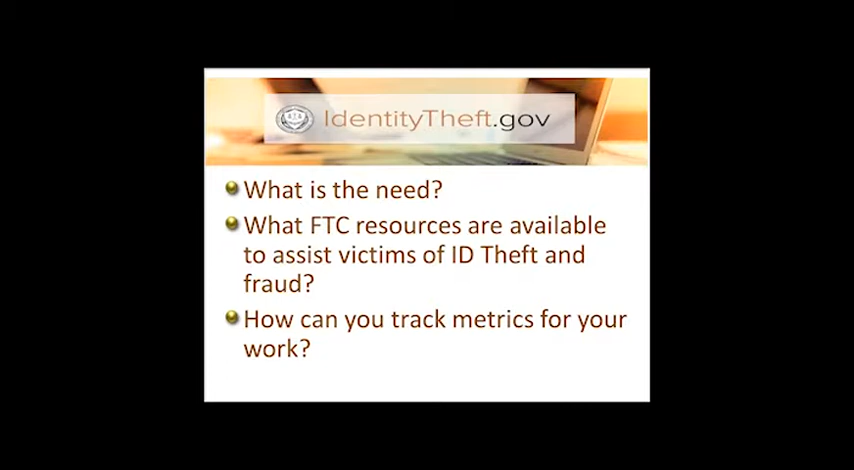 IdentityTheft.gov
What is the need?
What FTC resources are available
to assist victims of ID Theft and
fraud?
How can you track metrics for your
work?